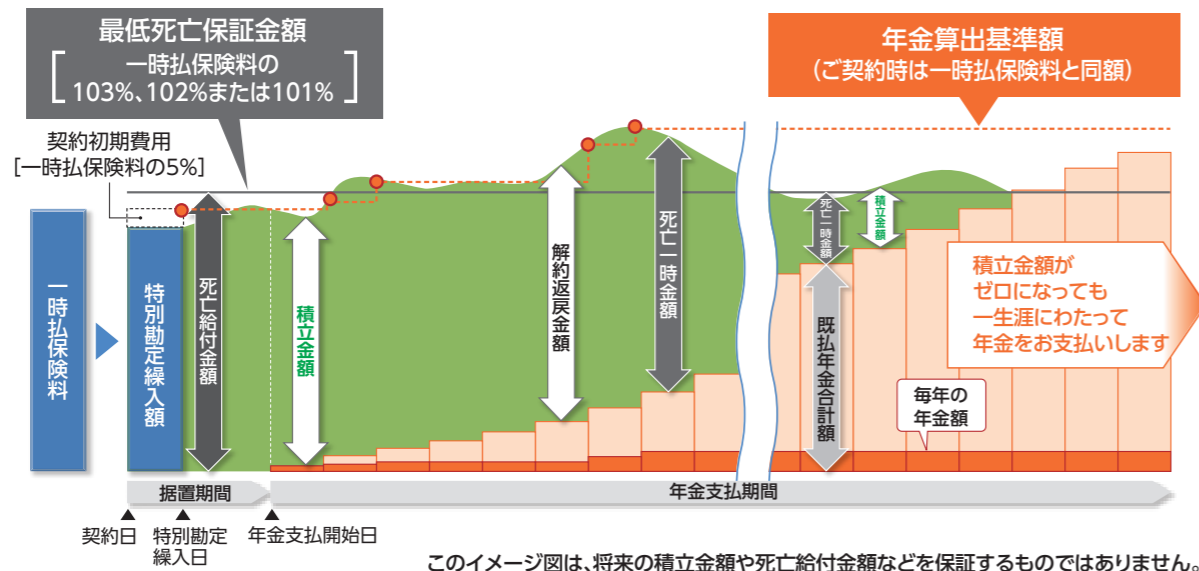 最低死亡保証金額
一時払保険料の
103%、102%または101%
年金算出基準額
(ご契約時は一時払保険料と同額)
契約初期費用
[一時払保険料の5%]
一時払保険料
特別勘定繰入額
死亡給付金額
積立金額
解約返戻金額
死亡一時金額
死亡一時金額
積立金額
既払年金合計額
積立金額が
ゼロになっても
一生涯にわたって
年金をお支払いします
毎年の
年金額
据置期間
年金支払期間
契約日
特別勘定
繰入日
年金支払開始日
このイメージ図は、将来の積立金額や死亡給付金額などを保証するものではありません。